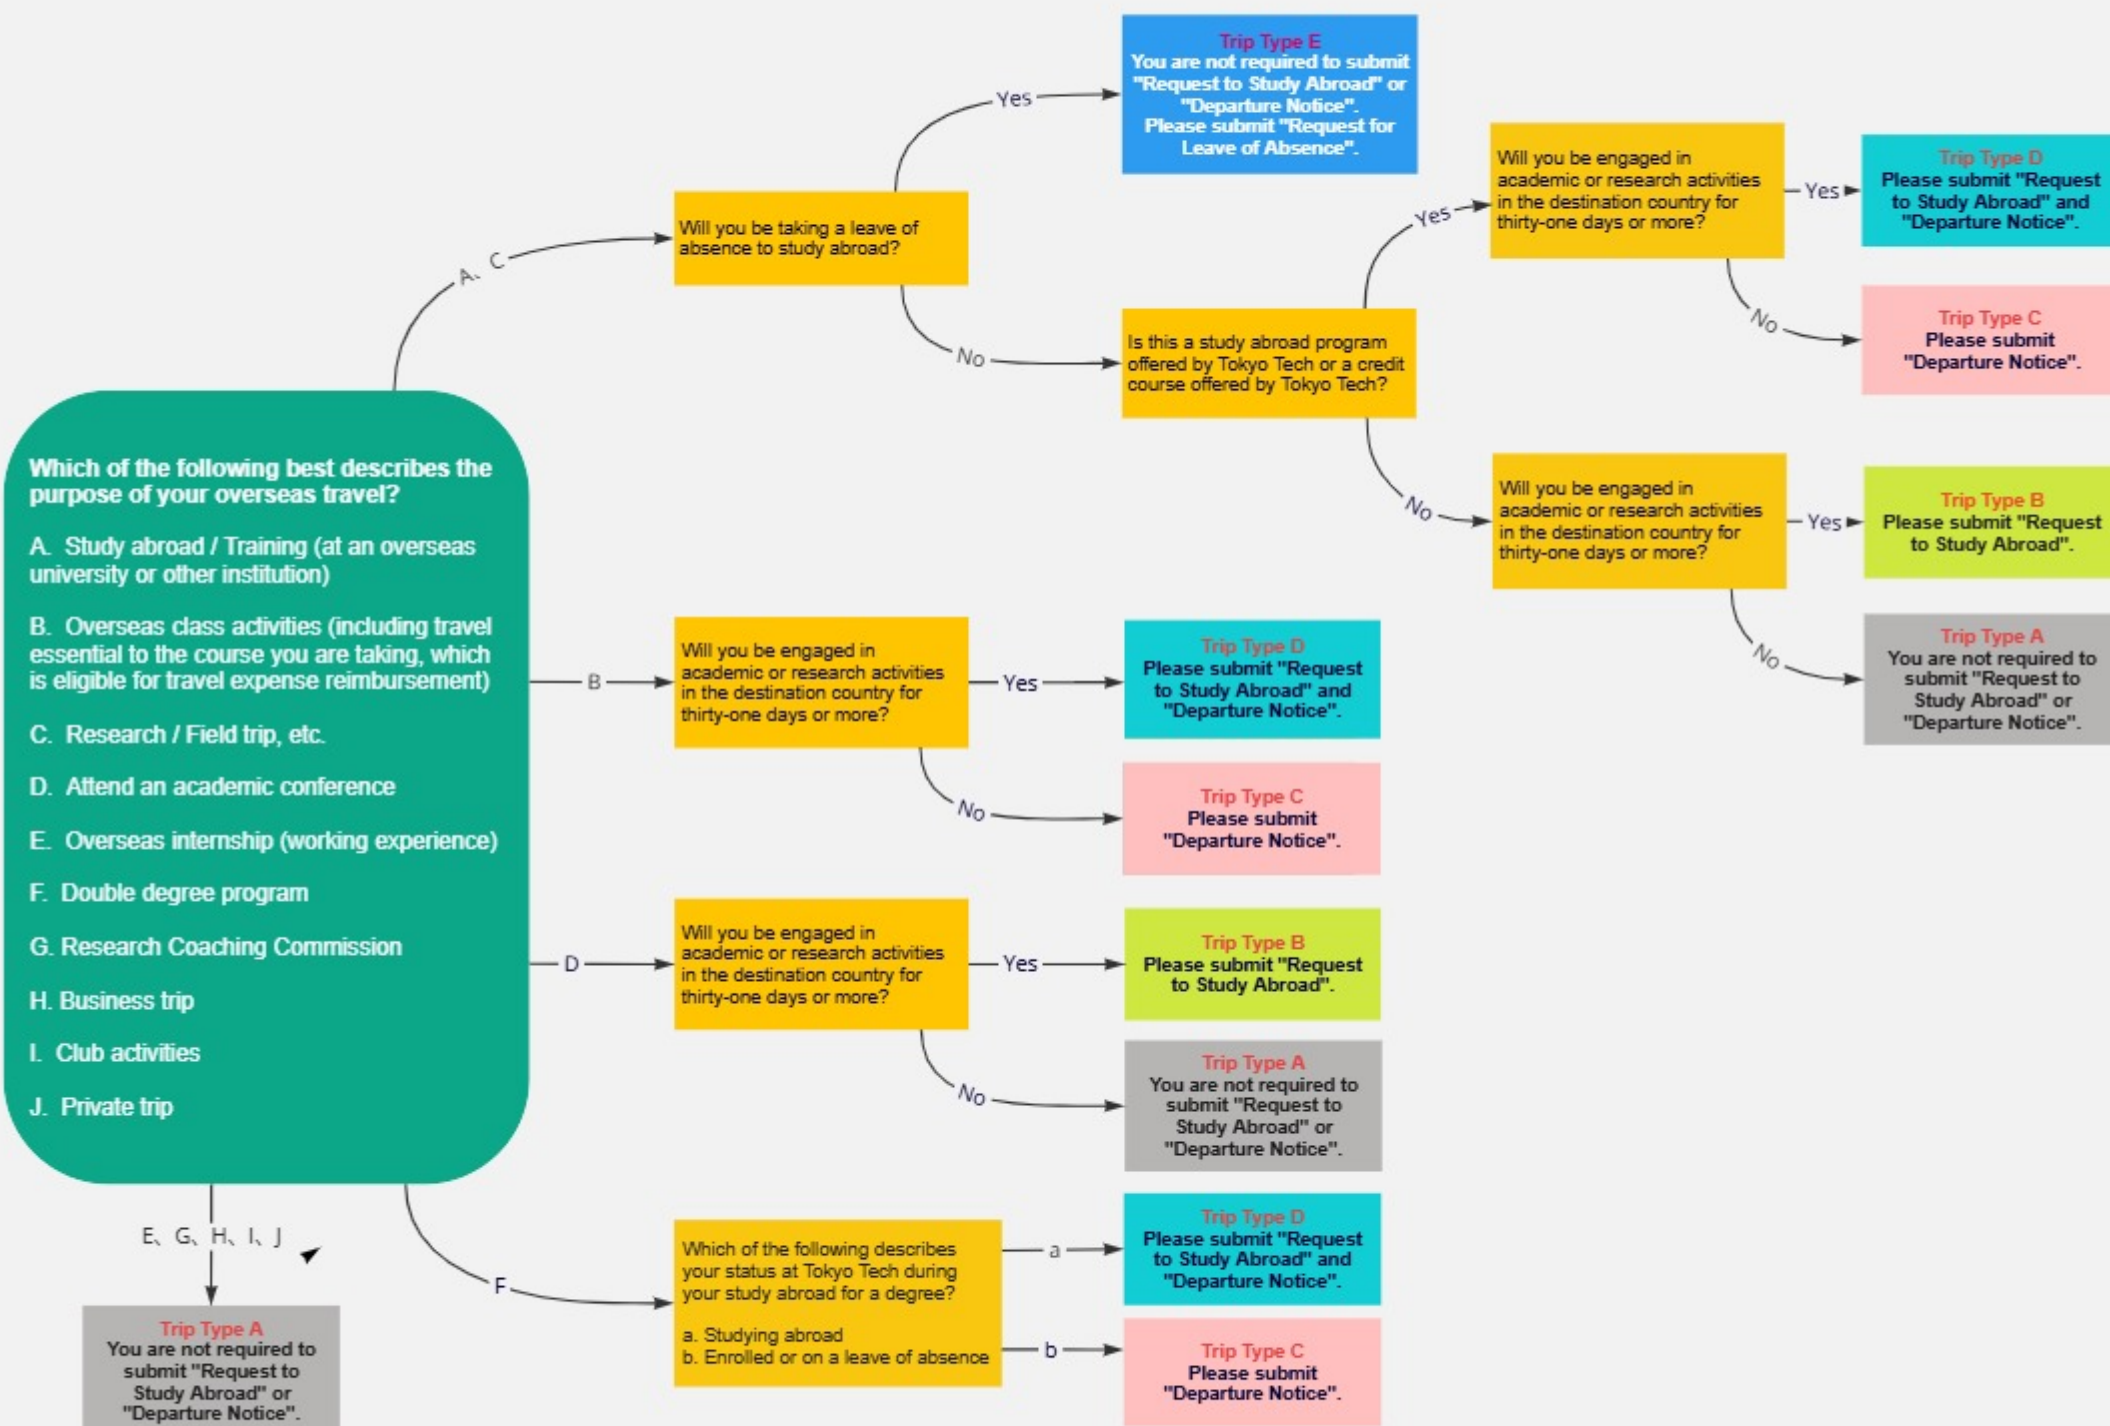 Which of the following best describes the
purpose of your overseas travel?
A. Study abroad / Training (at an overseas
university or other institution)
B. Overseas class activities (including travel
essential to the course you are taking, which
is eligible for travel expense reimbursement)
C. Research / Field trip, etc.
D. Attend an academic conference
E. Overseas internship (working experience)
F. Double degree program
G. Research Coaching Commission
H. Business trip
I. Club activities
J. Private trip
A、C
Will you be taking a leave of
absence to study abroad?
Yes
Trip Type E
You are not required to submit
"Request to Study Abroad" or
"Departure Notice".
Please submit "Request for
Leave of Absence".
No
Is this a study abroad program
offered by Tokyo Tech or a credit
course offered by Tokyo Tech?
Yes
Will you be engaged in
academic or research activities
in the destination country for
thirty-one days or more?
Yes
Trip Type D
Please submit "Request
to Study Abroad" and
"Departure Notice".
No
Trip Type C
Please submit
"Departure Notice".
No
Will you be engaged in
academic or research activities
in the destination country for
thirty-one days or more?
Yes
Trip Type B
Please submit "Request
to Study Abroad".
No
Trip Type A
You are not required to
submit "Request to
Study Abroad" or
"Departure Notice".
B
Will you be engaged in
academic or research activities
in the destination country for
thirty-one days or more?
Yes
Trip Type D
Please submit "Request
to Study Abroad" and
"Departure Notice".
No
Trip Type C
Please submit
"Departure Notice".
D
Will you be engaged in
academic or research activities
in the destination country for
thirty-one days or more?
Yes
Trip Type B
Please submit "Request
to Study Abroad".
No
Trip Type A
You are not required to
submit "Request to
Study Abroad" or
"Departure Notice".
F
Which of the following describes
your status at Tokyo Tech during
your study abroad for a degree?
a. Studying abroad
b. Enrolled or on a leave of absence
a
Trip Type D
Please submit "Request
to Study Abroad" and
"Departure Notice".
b
Trip Type C
Please submit
"Departure Notice".
E、G、H、I、J
Trip Type A
You are not required to
submit "Request to
Study Abroad" or
"Departure Notice".